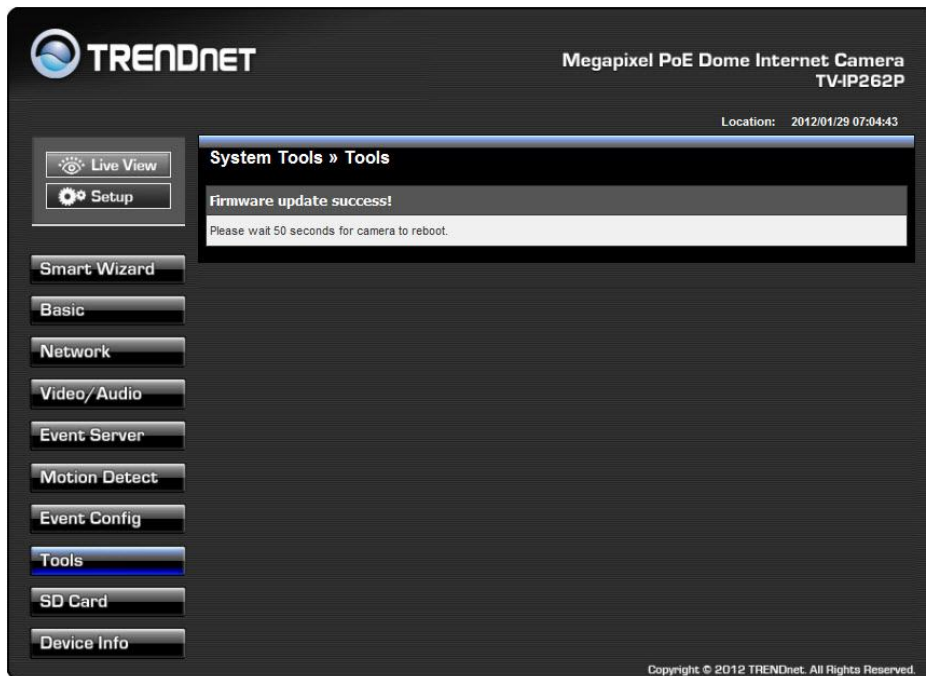 TRENDNET
Megapixel PoE Dome Internet Camera
TV-IP262P
Location: 2012/01/29 07:04:43
Live View
Setup
System Tools » Tools
Firmware update success!
Please wait 50 seconds for camera to reboot.
Smart Wizard
Basic
Network
Video/Audio
Event Server
Motion Detect
Event Config
Tools
SD Card
Device Info
Copyright © 2012 TRENDnet. All Rights Reserved.